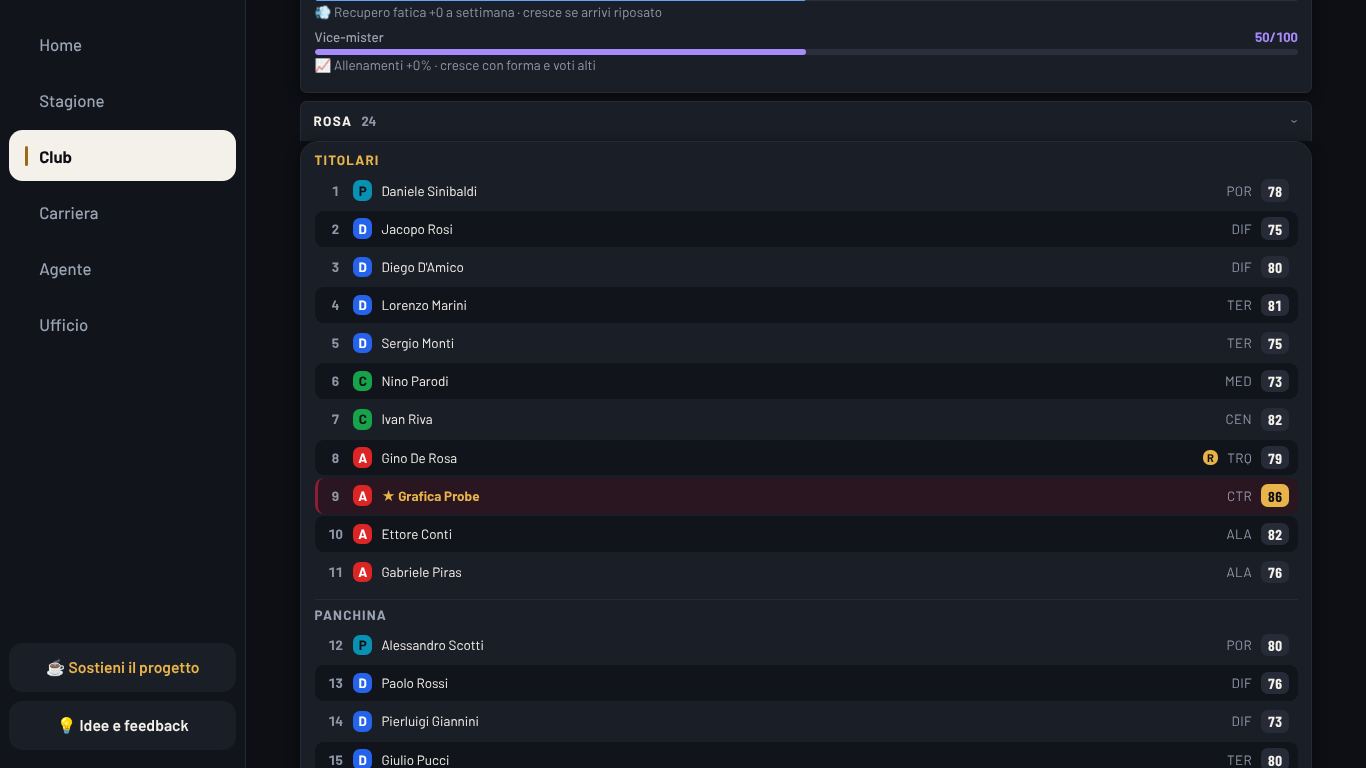 Home
Stagione
Club
Carriera
Agente
Ufficio
☕ Sostieni il progetto
💡 Idee e feedback
💨 Recupero fatica +0 a settimana · cresce se arrivi riposato
Vice-mister 50/100
📈 Allenamenti +0% · cresce con forma e voti alti
ROSA 24
TITOLARI
1 P Daniele Sinibaldi POR 78
2 D Jacopo Rosi DIF 75
3 D Diego D'Amico DIF 80
4 D Lorenzo Marini TER 81
5 D Sergio Monti TER 75
6 C Nino Parodi MED 73
7 C Ivan Riva CEN 82
8 A Gino De Rosa R TRQ 79
9 A ★ Grafica Probe CTR 86
10 A Ettore Conti ALA 82
11 A Gabriele Piras ALA 76
PANCHINA
12 P Alessandro Scotti POR 80
13 D Paolo Rossi DIF 76
14 D Pierluigi Giannini DIF 73
15 D Giulio Pucci TER 80